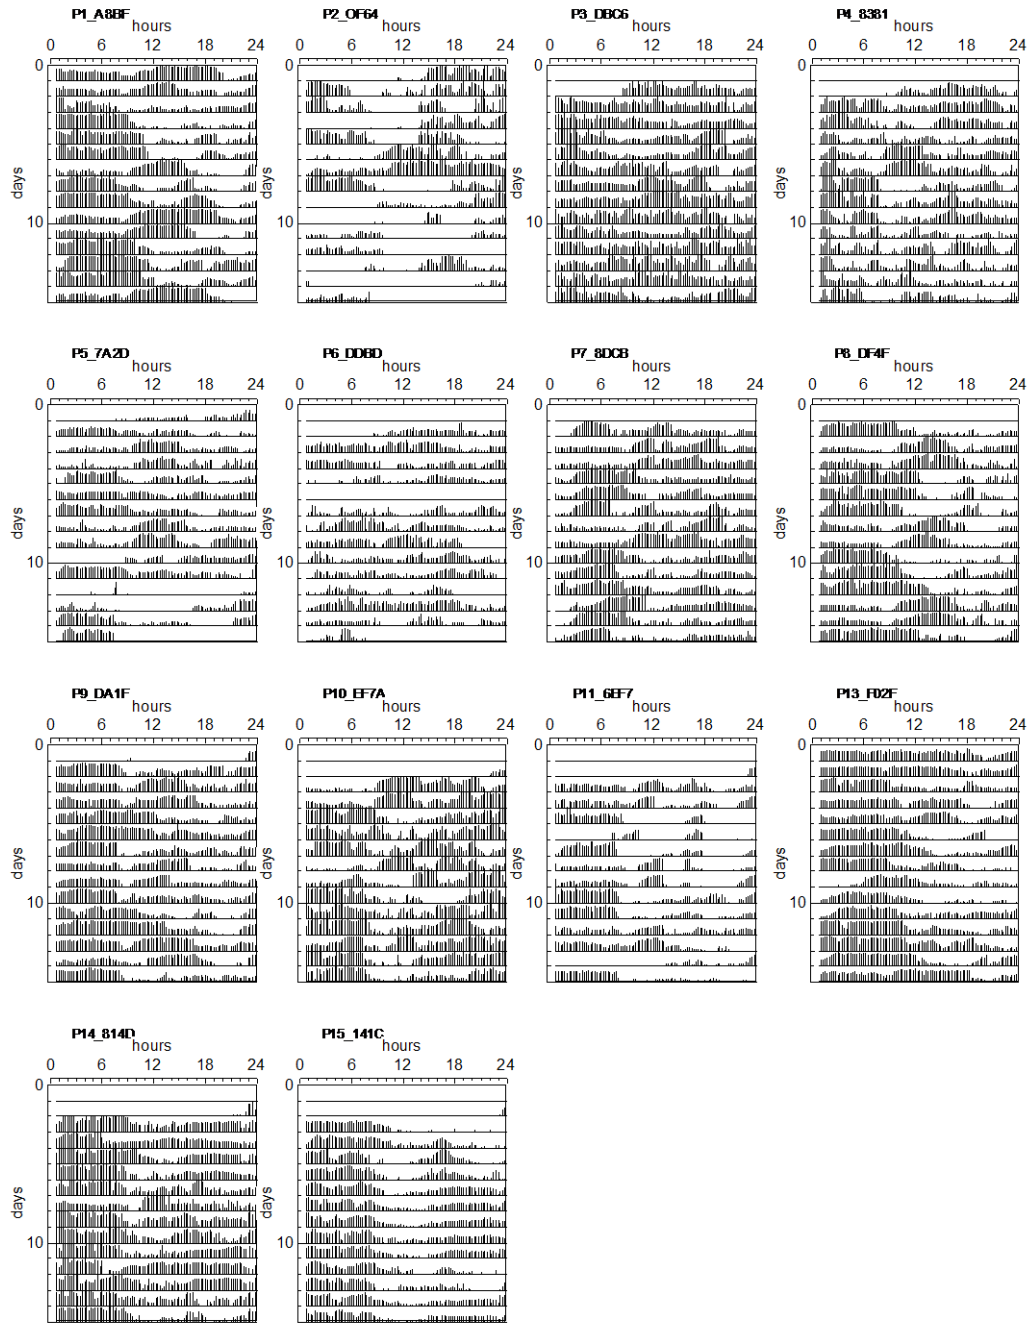 P1_A8BF P2_OF64 P3_DBC6 P4_8381
hours hours hours hours
0 6 12 18 24 0 6 12 18 24 0 6 12 18 24 0 6 12 18 24
0 0 0 0
days days days days
10 10 10 10
P5_7A2D P6_DDBD P7_8DCB P8_DF4F
hours hours hours hours
0 6 12 18 24 0 6 12 18 24 0 6 12 18 24 0 6 12 18 24
0 0 0 0
days days days days
10 10 10 10
P9_DA1F P10_EF7A P11_6EF7 P13_F02F
hours hours hours hours
0 6 12 18 24 0 6 12 18 24 0 6 12 18 24 0 6 12 18 24
0 0 0 0
days days days days
10 10 10 10
P14_814D P15_141C
hours hours
0 6 12 18 24 0 6 12 18 24
0 0
days days
10 10